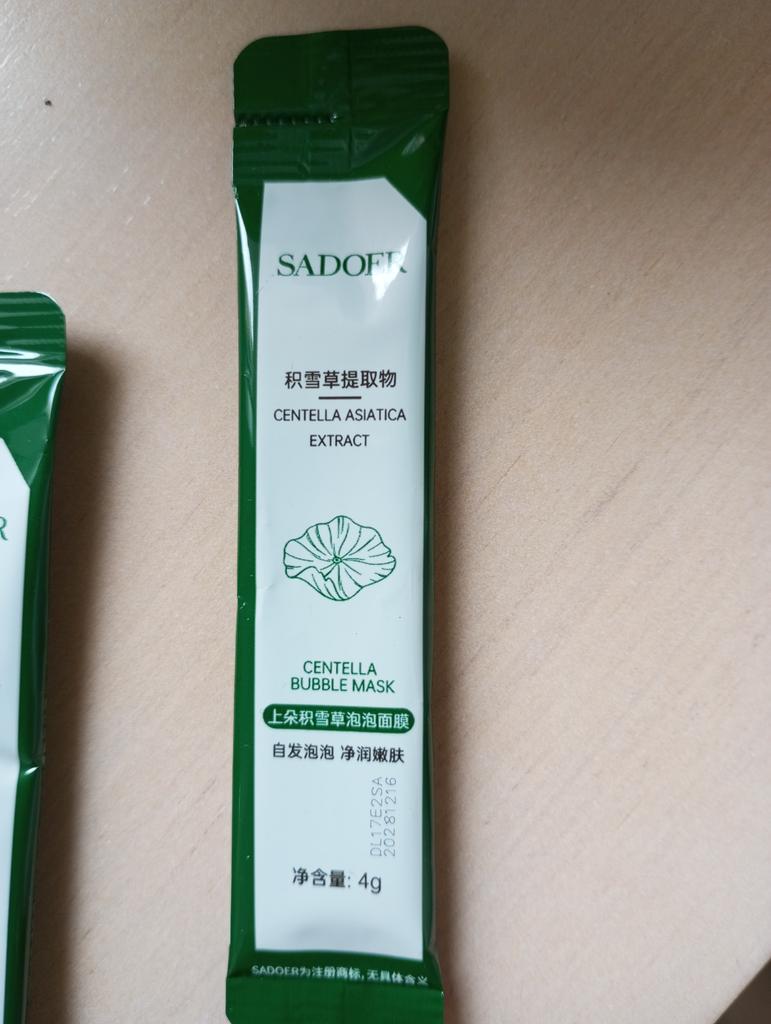 SADOER
积雪草提取物
CENTELLA ASIATICA
EXTRACT
CENTELLA
BUBBLE MASK
上朵积雪草泡泡面膜
自发泡泡 净润嫩肤
DL17E2SA
20281216
净含量: 4g
SADOER为注册商标,无具体含义
R